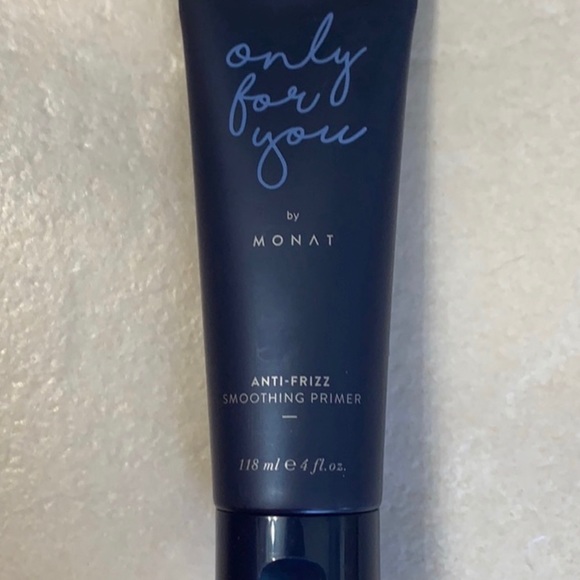 only
for
you
by
MONAT
ANTI-FRIZZ
SMOOTHING PRIMER
118 ml ℮ 4 fl.oz.